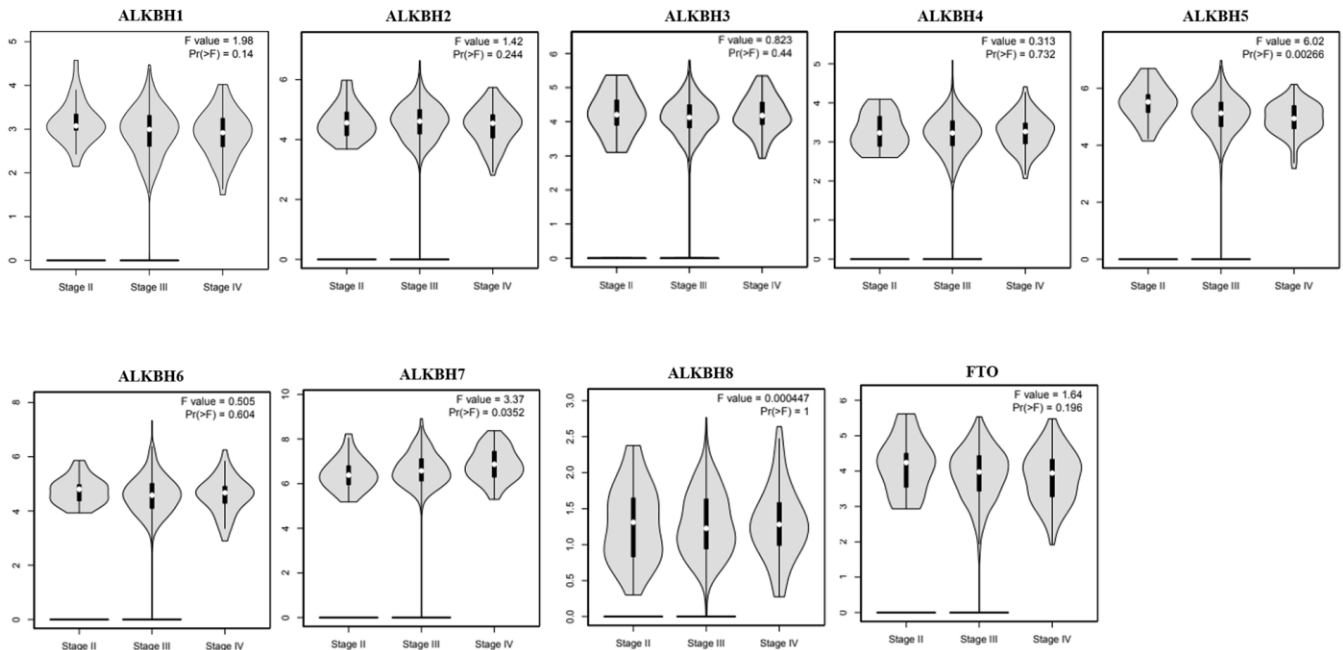 ALKBH1
F value = 1.98
Pr(>F) = 0.14
5
4
3
2
1
0
Stage II Stage III Stage IV
ALKBH2
F value = 1.42
Pr(>F) = 0.244
6
4
2
0
Stage II Stage III Stage IV
ALKBH3
F value = 0.823
Pr(>F) = 0.44
6
5
4
3
2
1
0
Stage II Stage III Stage IV
ALKBH4
F value = 0.313
Pr(>F) = 0.732
5
4
3
2
1
0
Stage II Stage III Stage IV
ALKBH5
F value = 6.02
Pr(>F) = 0.00266
6
4
2
0
Stage II Stage III Stage IV
ALKBH6
F value = 0.505
Pr(>F) = 0.604
8
6
4
2
0
Stage II Stage III Stage IV
ALKBH7
F value = 3.37
Pr(>F) = 0.0352
10
8
6
4
2
0
Stage II Stage III Stage IV
ALKBH8
F value = 0.000447
Pr(>F) = 1
3.0
2.5
2.0
1.5
1.0
0.5
0.0
Stage II Stage III Stage IV
FTO
F value = 1.64
Pr(>F) = 0.196
6
5
4
3
2
1
0
Stage II Stage III Stage IV